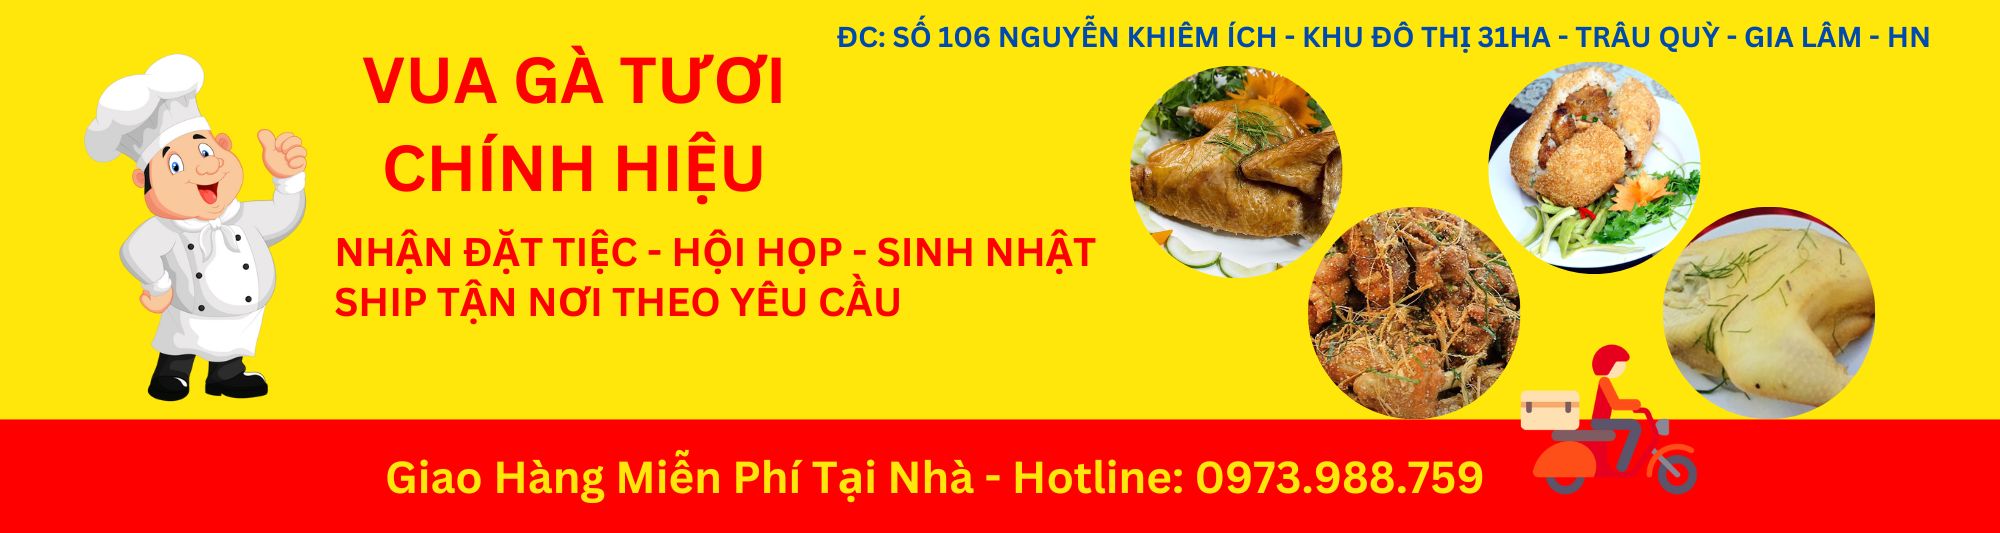 ĐC: SỐ 106 NGUYỄN KHIÊM ÍCH - KHU ĐÔ THỊ 31HA - TRÂU QUỲ - GIA LÂM - HN
VUA GÀ TƯƠI
CHÍNH HIỆU
NHẬN ĐẶT TIỆC - HỘI HỌP - SINH NHẬT
SHIP TẬN NƠI THEO YÊU CẦU
Giao Hàng Miễn Phí Tại Nhà - Hotline: 0973.988.759